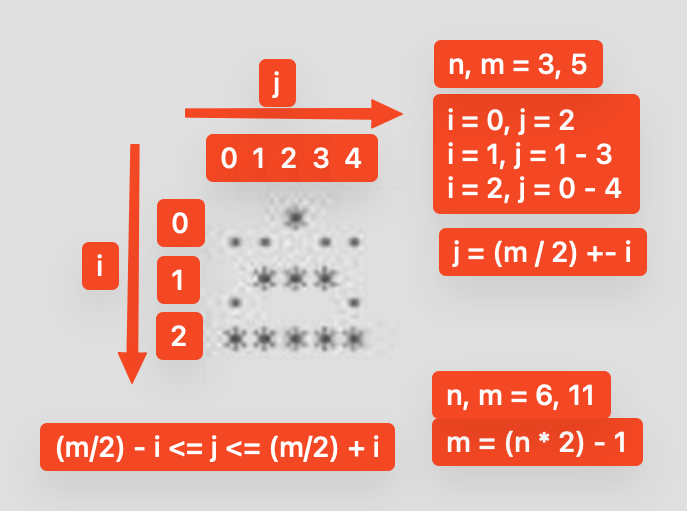 j
n, m = 3, 5
i = 0, j = 2
i = 1, j = 1 - 3
i = 2, j = 0 - 4
0 1 2 3 4
j = (m / 2) +- i
i
0
*
. . . .
1
***
. .
2
*****
n, m = 6, 11
m = (n * 2) - 1
(m/2) - i <= j <= (m/2) + i